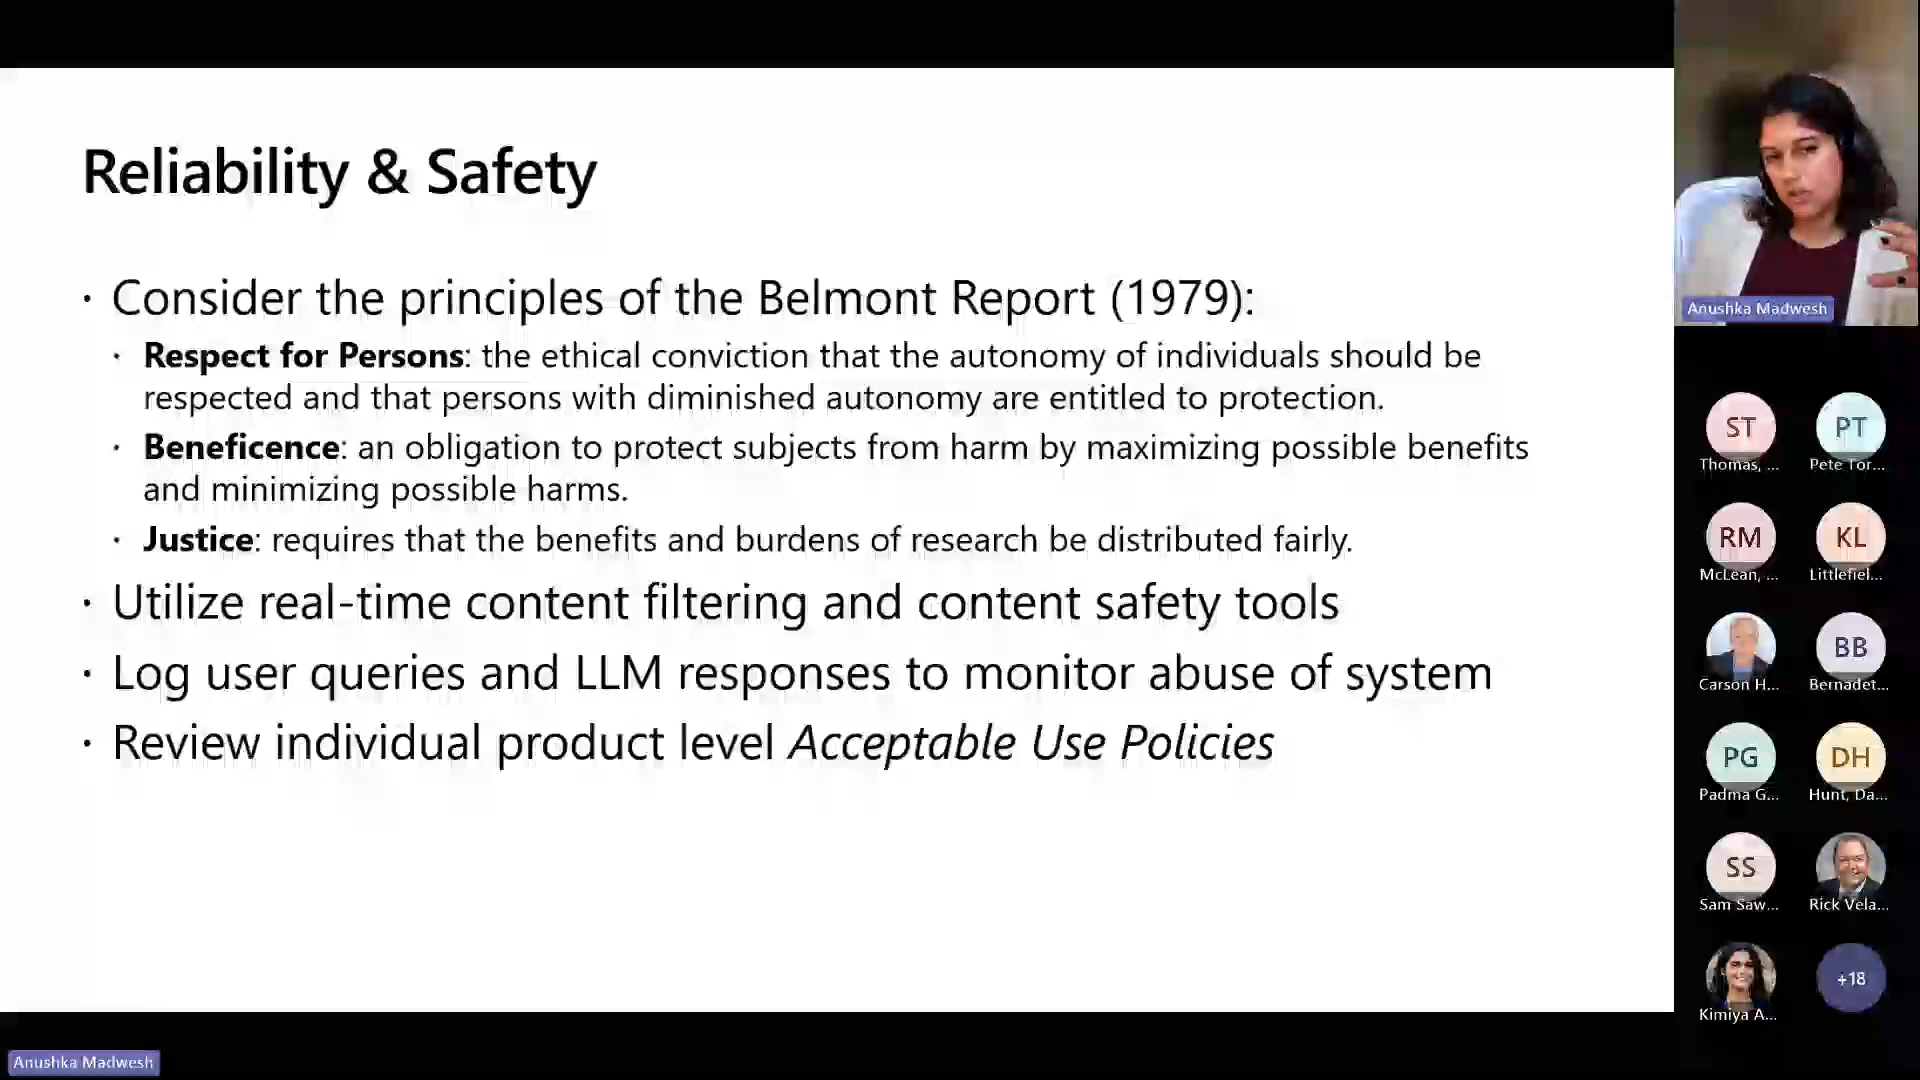 Reliability & Safety
· Consider the principles of the Belmont Report (1979):
· Respect for Persons: the ethical conviction that the autonomy of individuals should be
respected and that persons with diminished autonomy are entitled to protection.
· Beneficence: an obligation to protect subjects from harm by maximizing possible benefits
and minimizing possible harms.
· Justice: requires that the benefits and burdens of research be distributed fairly.
· Utilize real-time content filtering and content safety tools
· Log user queries and LLM responses to monitor abuse of system
· Review individual product level Acceptable Use Policies
Anushka Madwesh
ST
PT
Thomas, ...
Pete Tor...
RM
KL
McLean, ...
Littlefiel...
BB
Carson H...
Bernadet...
PG
DH
Padma G...
Hunt, Da...
SS
Sam Saw...
Rick Vela...
+18
Kimiya A...
Anushka Madwesh